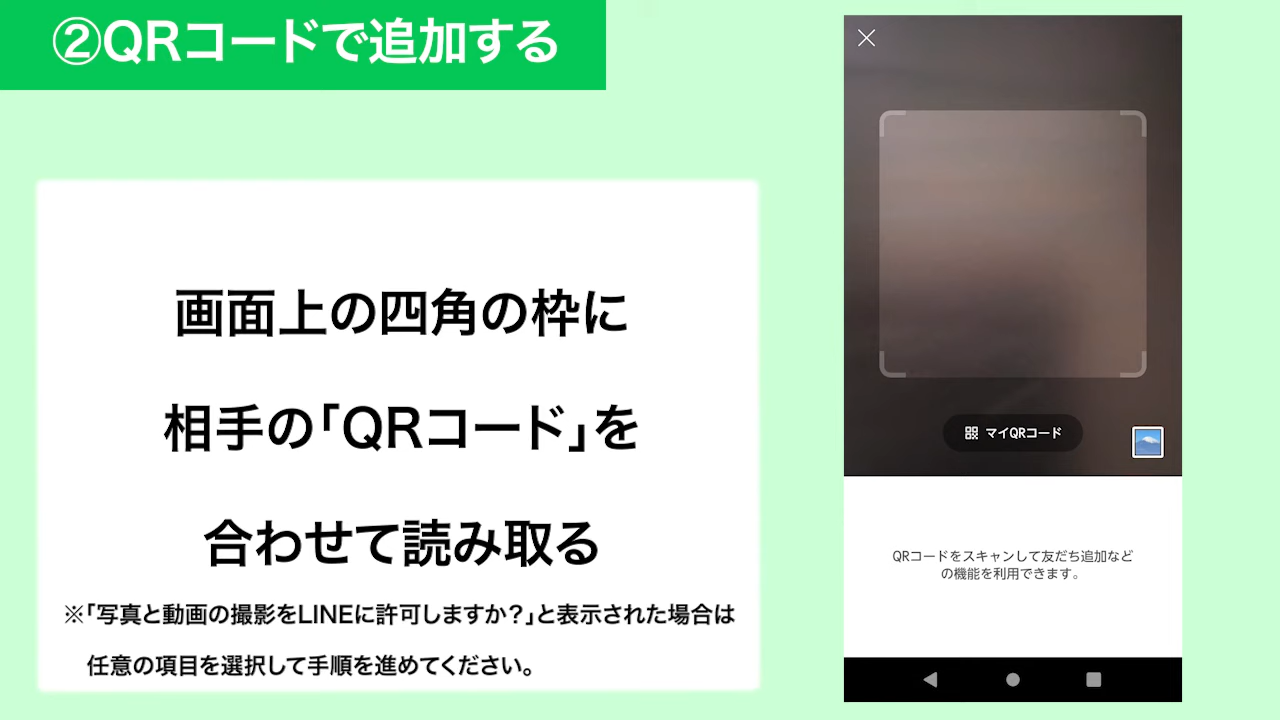 ②QRコードで追加する
画面上の四角の枠に
相手の「QRコード」を
合わせて読み取る
※「写真と動画の撮影をLINEに許可しますか？」と表示された場合は
任意の項目を選択して手順を進めてください。
マイQRコード
QRコードをスキャンして友だち追加など
の機能を利用できます。